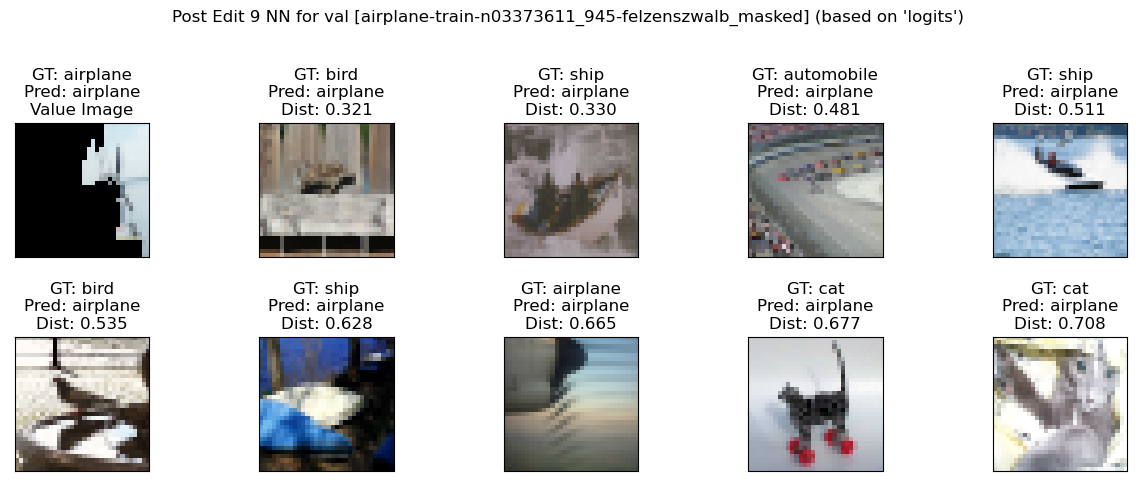 Post Edit 9 NN for val [airplane-train-n03373611_945-felzenszwalb_masked] (based on 'logits')
GT: airplane
Pred: airplane
Value Image
GT: bird
Pred: airplane
Dist: 0.321
GT: ship
Pred: airplane
Dist: 0.330
GT: automobile
Pred: airplane
Dist: 0.481
GT: ship
Pred: airplane
Dist: 0.511
GT: bird
Pred: airplane
Dist: 0.535
GT: ship
Pred: airplane
Dist: 0.628
GT: airplane
Pred: airplane
Dist: 0.665
GT: cat
Pred: airplane
Dist: 0.677
GT: cat
Pred: airplane
Dist: 0.708